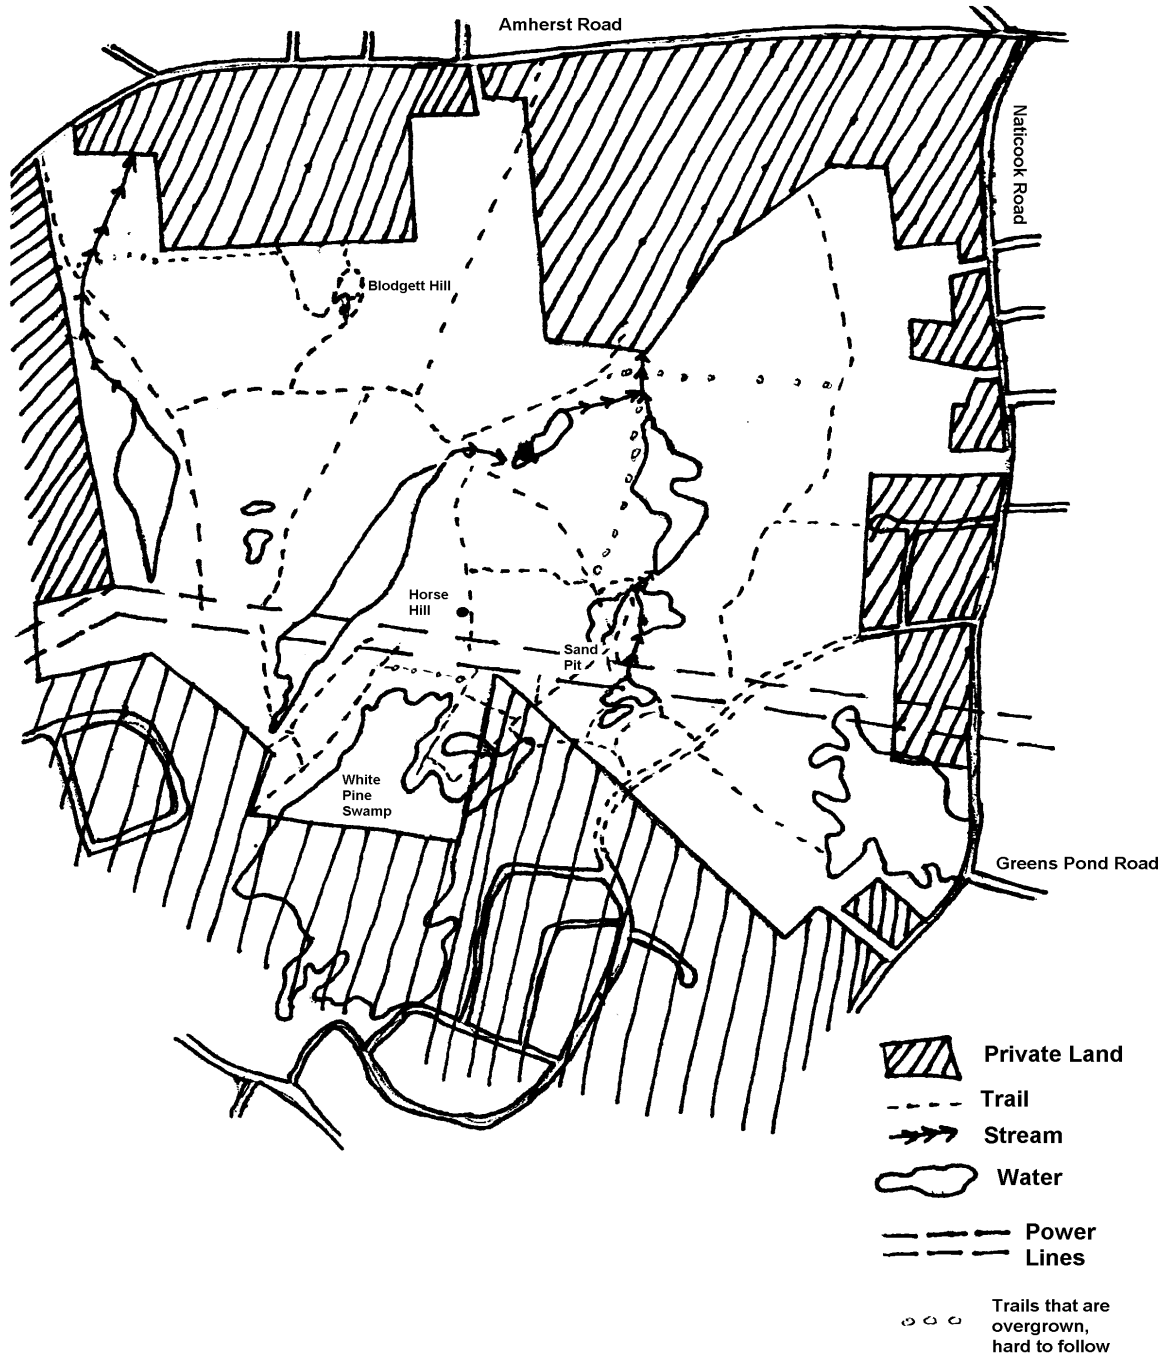 Amherst Road
Naticook Road
Blodgett Hill
Horse
Hill
Sand
Pit
White
Pine
Swamp
Greens Pond Road
Private Land
Trail
Stream
Water
Power
Lines
Trails that are
overgrown,
hard to follow